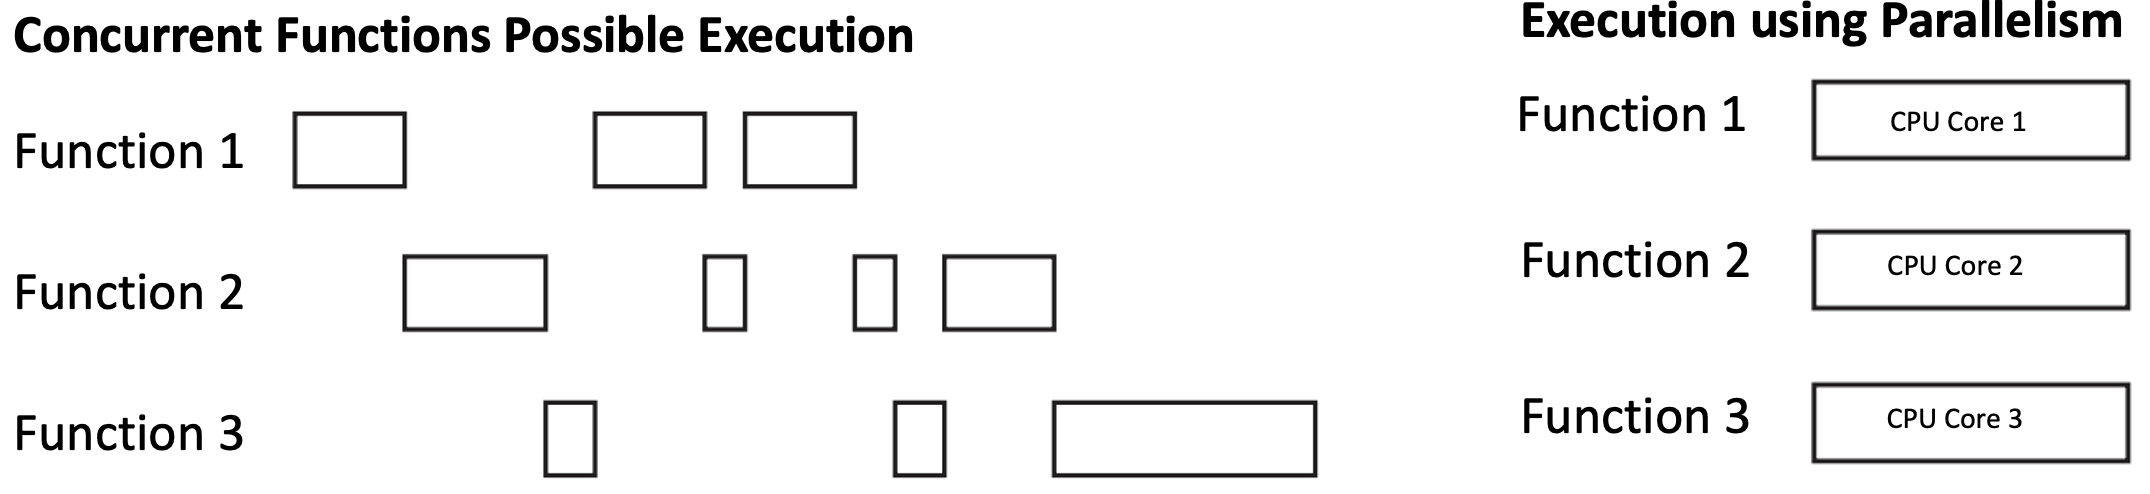 Concurrent Functions Possible Execution
Function 1
Function 2
Function 3
Execution using Parallelism
Function 1
CPU Core 1
Function 2
CPU Core 2
Function 3
CPU Core 3